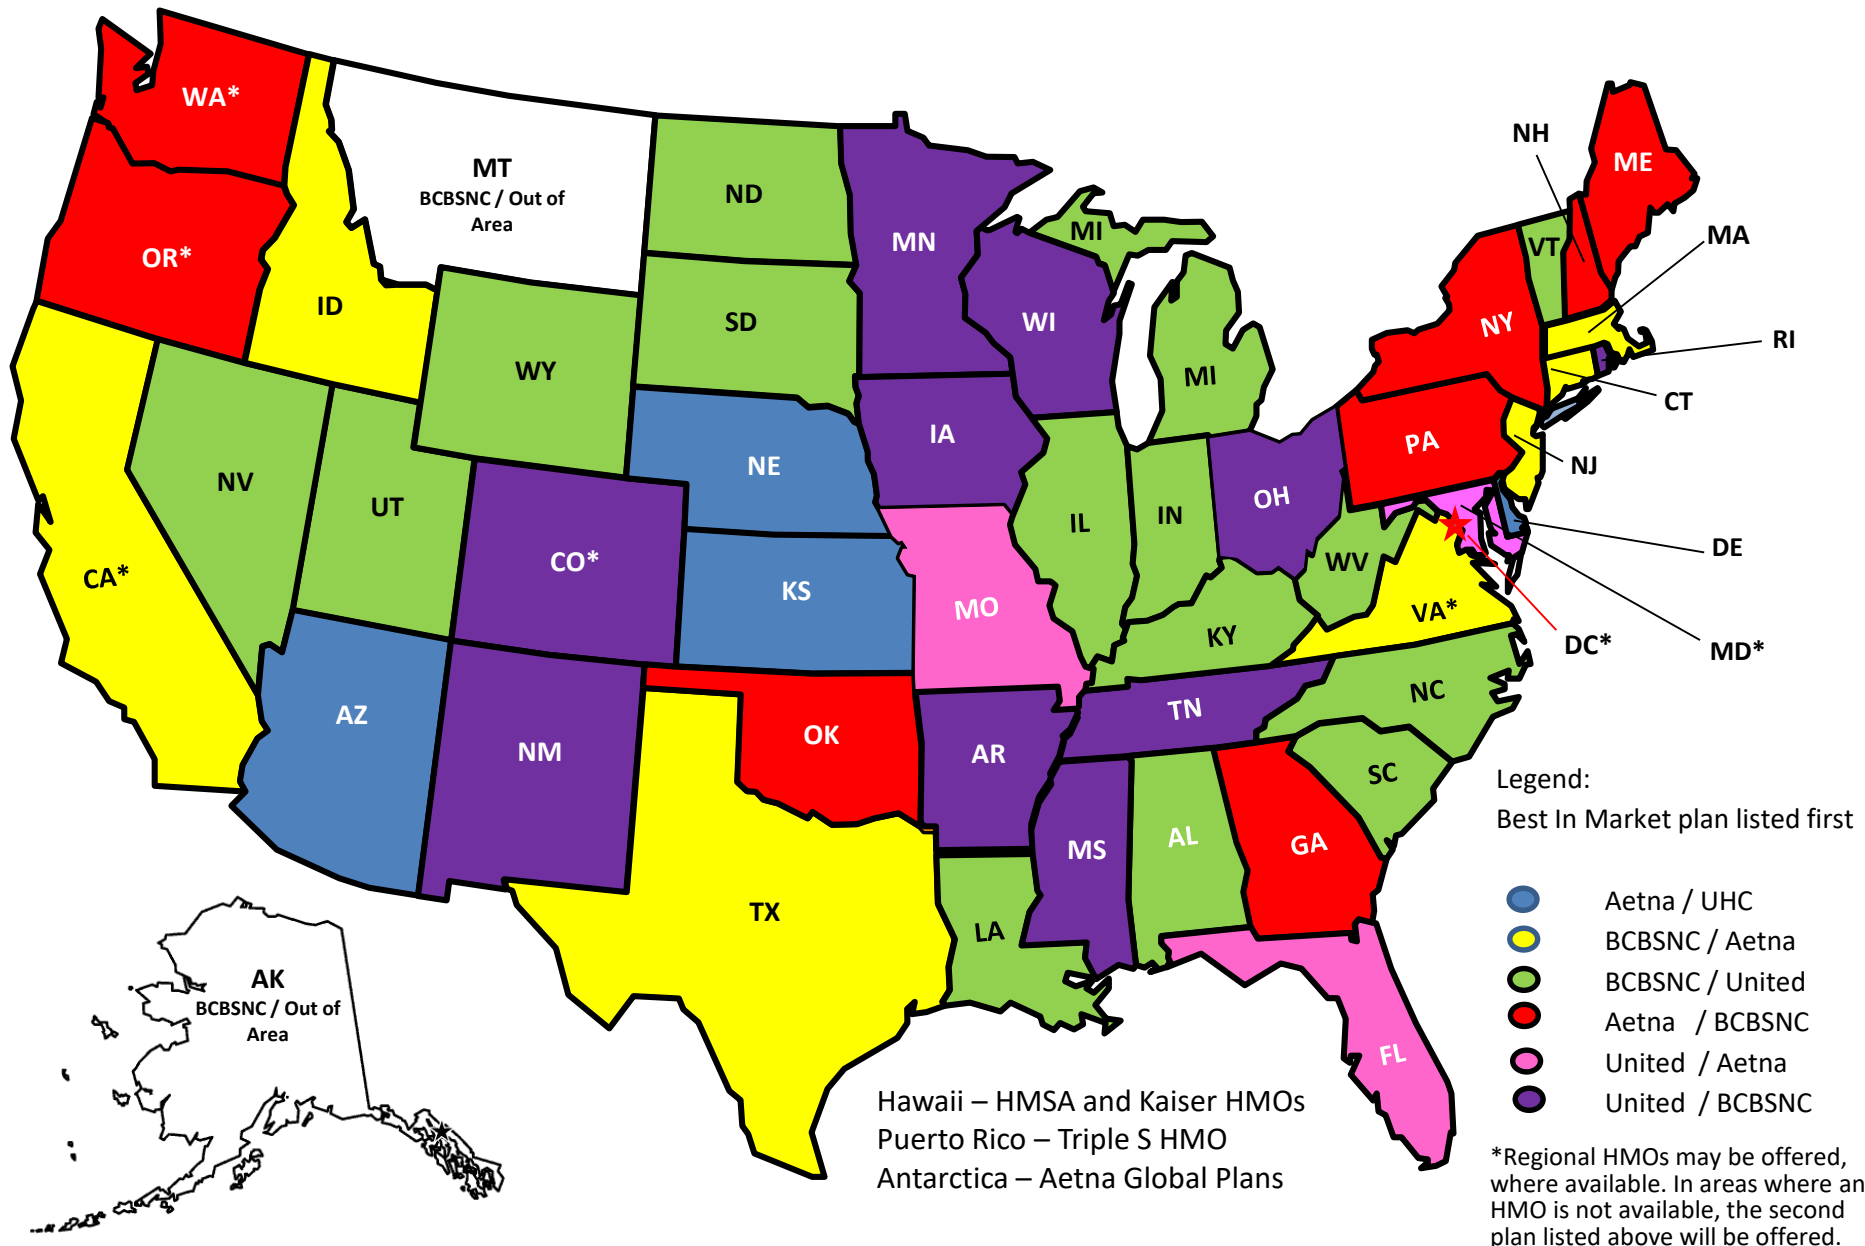 WA*
OR*
ID
MT
BCBSNC / Out of
Area
ND
SD
WY
MN
WI
MI
MI
NH
ME
VT
MA
NY
RI
CT
PA
NJ
CA*
NV
UT
CO*
NE
KS
IA
MO
IL
IN
OH
WV
VA*
DE
DC*
MD*
KY
TN
NC
SC
AZ
NM
OK
AR
TX
LA
MS
AL
GA
FL
AK
BCBSNC / Out of
Area
Legend:
Best In Market plan listed first
Aetna / UHC
BCBSNC / Aetna
BCBSNC / United
Aetna / BCBSNC
United / Aetna
United / BCBSNC
Hawaii – HMSA and Kaiser HMOs
Puerto Rico – Triple S HMO
Antarctica – Aetna Global Plans
*Regional HMOs may be offered,
where available. In areas where an
HMO is not available, the second
plan listed above will be offered.